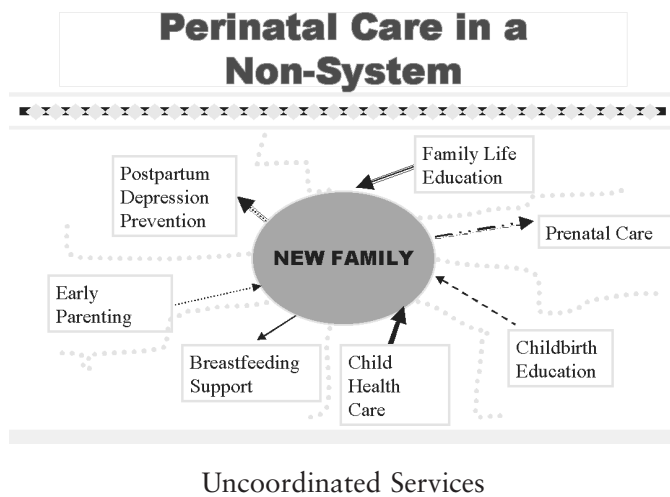 Perinatal Care in a
Non-System
Family Life
Education
Postpartum
Depression
Prevention
Prenatal Care
NEW FAMILY
Early
Parenting
Breastfeeding
Support
Child
Health
Care
Childbirth
Education
Uncoordinated Services